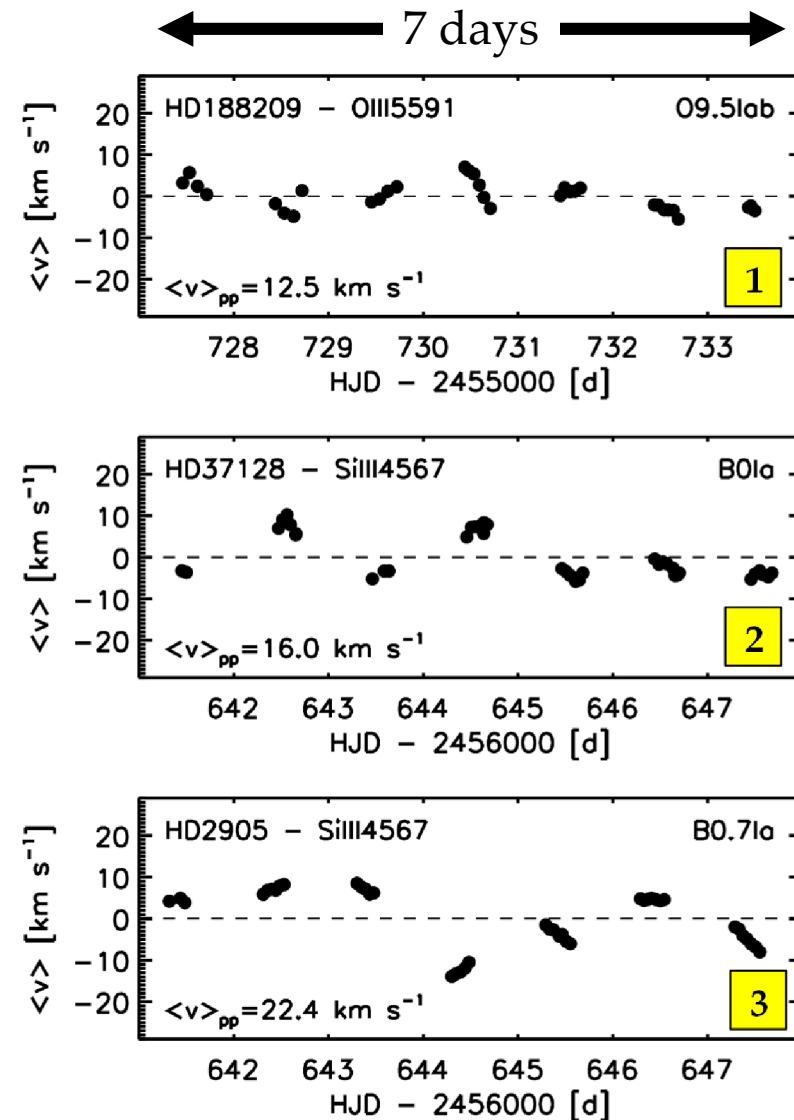 7 days
HD188209 – OIII5591 O9.5Iab
20
10
0
−10
−20
<v> [km s⁻¹]
<v>pp=12.5 km s⁻¹
1
728 729 730 731 732 733
HJD – 2455000 [d]
HD37128 – SiIII4567 B0Ia
20
10
0
−10
−20
<v> [km s⁻¹]
<v>pp=16.0 km s⁻¹
2
642 643 644 645 646 647
HJD – 2456000 [d]
HD2905 – SiIII4567 B0.7Ia
20
10
0
−10
−20
<v> [km s⁻¹]
<v>pp=22.4 km s⁻¹
3
642 643 644 645 646 647
HJD – 2456000 [d]